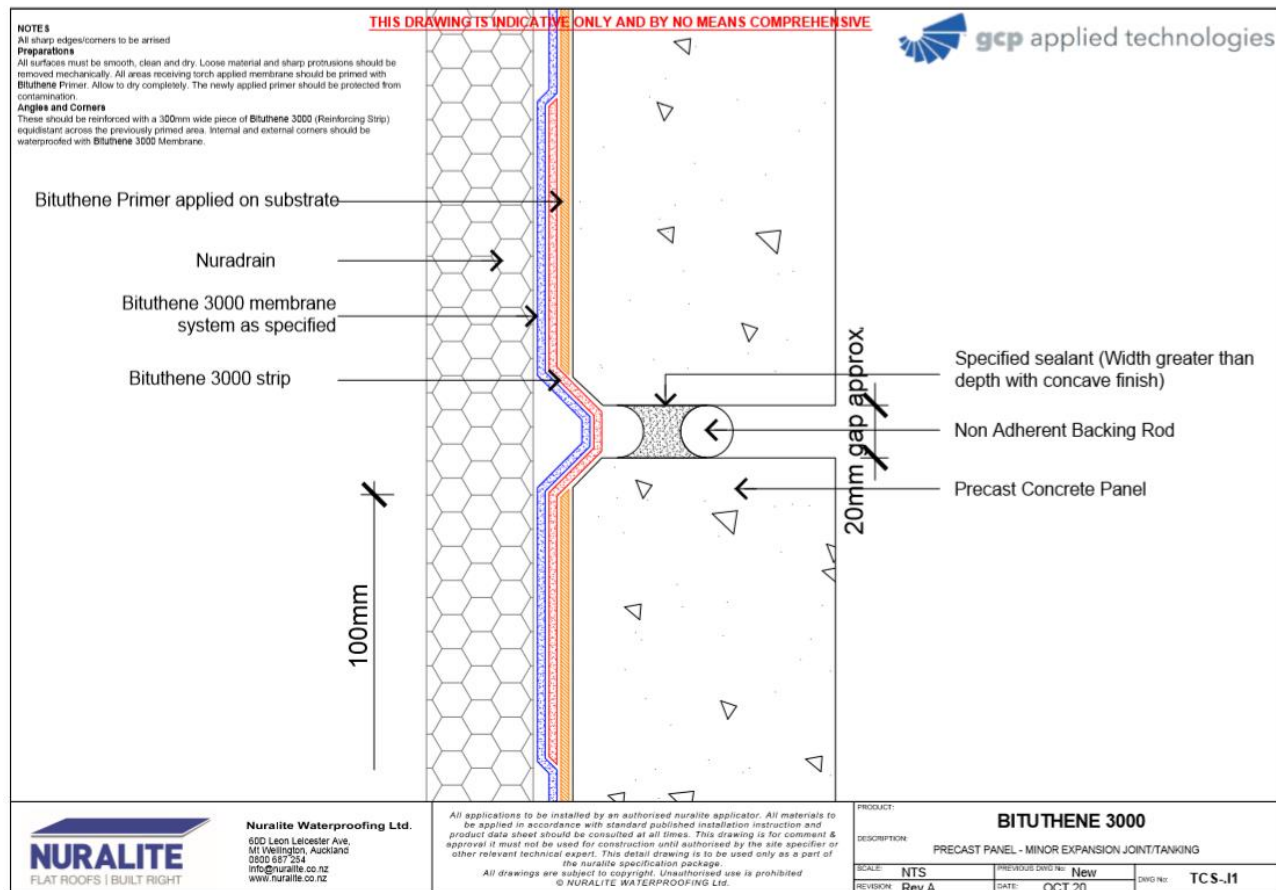 THIS DRAWING IS INDICATIVE ONLY AND BY NO MEANS COMPREHENSIVE
NOTES
All sharp edges/corners to be arrised
Preparations
All surfaces must be smooth, clean and dry. Loose material and sharp protrusions should be
removed mechanically. All areas receiving torch applied membrane should be primed with
Bituthene Primer. Allow to dry completely. The newly applied primer should be protected from
contamination.
Angles and Corners
These should be reinforced with a 300mm wide piece of Bituthene 3000 (Reinforcing Strip)
equidistant across the previously primed area. Internal and external corners should be
waterproofed with Bituthene 3000 Membrane.
gcp applied technologies
Bituthene Primer applied on substrate
Nuradrain
Bituthene 3000 membrane
system as specified
Bituthene 3000 strip
100mm
20mm gap approx.
Specified sealant (Width greater than
depth with concave finish)
Non Adherent Backing Rod
Precast Concrete Panel
NURALITE
FLAT ROOFS | BUILT RIGHT
Nuralite Waterproofing Ltd.
60D Leon Leicester Ave,
Mt Wellington, Auckland
0800 687 254
info@nuralite.co.nz
www.nuralite.co.nz
All applications to be installed by an authorised nuralite applicator. All materials to
be applied in accordance with standard published installation instruction and
product data sheet should be consulted at all times. This drawing is for comment &
approval it must not be used for construction until authorised by the site specifier or
other relevant technical expert. This detail drawing is to be used only as a part of
the nuralite specification package.
All drawings are subject to copyright. Unauthorised use is prohibited
© NURALITE WATERPROOFING Ltd.
PRODUCT:
BITUTHENE 3000
DESCRIPTION:
PRECAST PANEL - MINOR EXPANSION JOINT/TANKING
SCALE: NTS
PREVIOUS DWG No: New
REVISION: Rev A
DATE: OCT 20
DWG No: TCS-J1